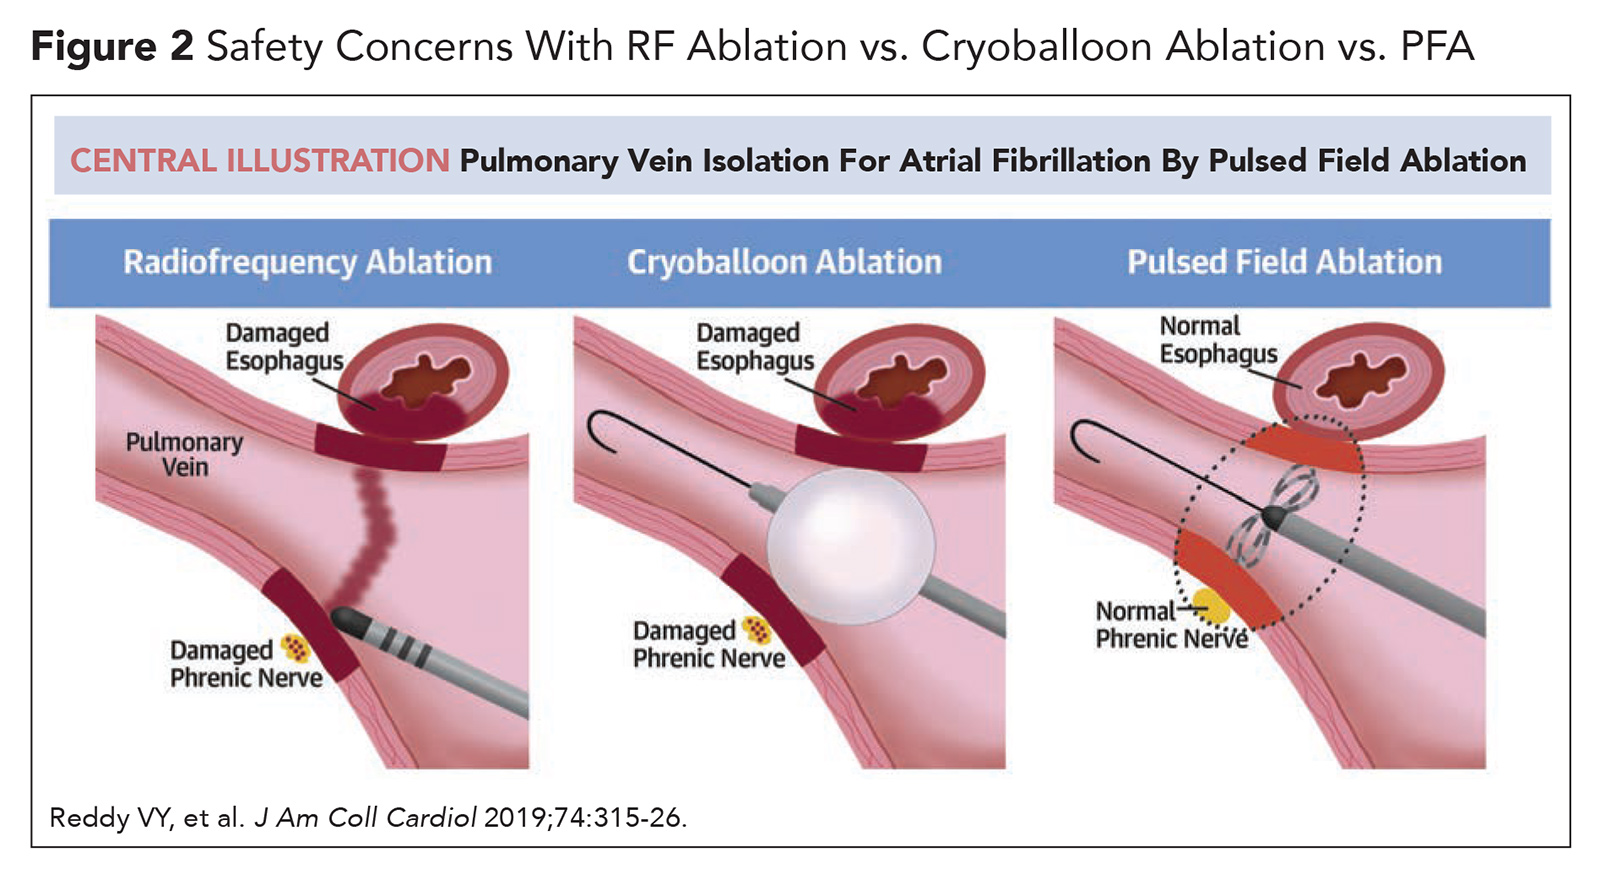 Figure 2 Safety Concerns With RF Ablation vs. Cryoballoon Ablation vs. PFA
CENTRAL ILLUSTRATION Pulmonary Vein Isolation For Atrial Fibrillation By Pulsed Field Ablation
Radiofrequency Ablation
Cryoballoon Ablation
Pulsed Field Ablation
Damaged
Esophagus
Pulmonary
Vein
Damaged
Phrenic Nerve
Damaged
Esophagus
Damaged
Phrenic Nerve
Normal
Esophagus
Normal
Phrenic Nerve
Reddy VY, et al. J Am Coll Cardiol 2019;74:315-26.